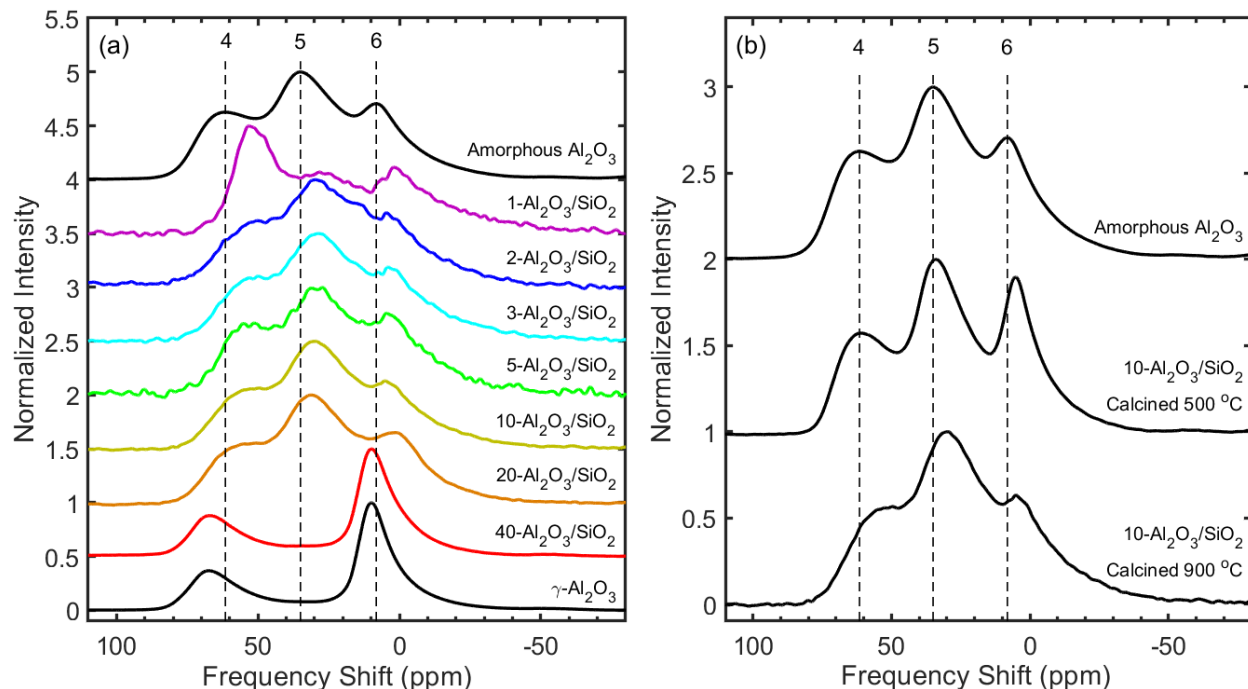 (a)
4 5 6
5.5
5
4.5
4
3.5
3
2.5
2
1.5
1
0.5
0
Normalized Intensity
Amorphous Al₂O₃
1-Al₂O₃/SiO₂
2-Al₂O₃/SiO₂
3-Al₂O₃/SiO₂
5-Al₂O₃/SiO₂
10-Al₂O₃/SiO₂
20-Al₂O₃/SiO₂
40-Al₂O₃/SiO₂
γ-Al₂O₃
100 50 0 -50
Frequency Shift (ppm)
(b)
4 5 6
3
2.5
2
1.5
1
0.5
0
Normalized Intensity
Amorphous Al₂O₃
10-Al₂O₃/SiO₂
Calcined 500 °C
10-Al₂O₃/SiO₂
Calcined 900 °C
100 50 0 -50
Frequency Shift (ppm)